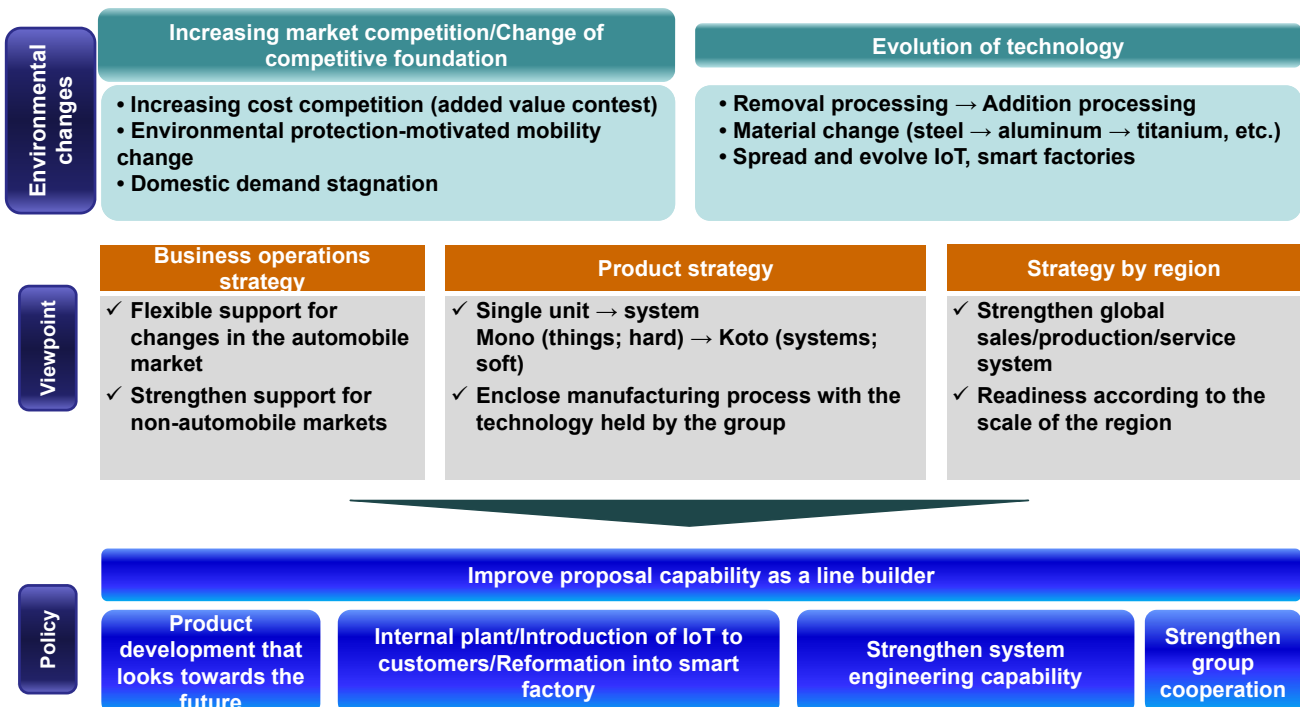 Environmental
changes
Increasing market competition/Change of
competitive foundation
• Increasing cost competition (added value contest)
• Environmental protection-motivated mobility
change
• Domestic demand stagnation
Evolution of technology
• Removal processing → Addition processing
• Material change (steel → aluminum → titanium, etc.)
• Spread and evolve IoT, smart factories
Viewpoint
Business operations
strategy
✓ Flexible support for
changes in the automobile
market
✓ Strengthen support for
non-automobile markets
Product strategy
✓ Single unit → system
Mono (things; hard) → Koto (systems;
soft)
✓ Enclose manufacturing process with the
technology held by the group
Strategy by region
✓ Strengthen global
sales/production/service
system
✓ Readiness according to the
scale of the region
Policy
Improve proposal capability as a line builder
Product
development that
looks towards the
future
Internal plant/Introduction of IoT to
customers/Reformation into smart
factory
Strengthen system
engineering capability
Strengthen
group
cooperation